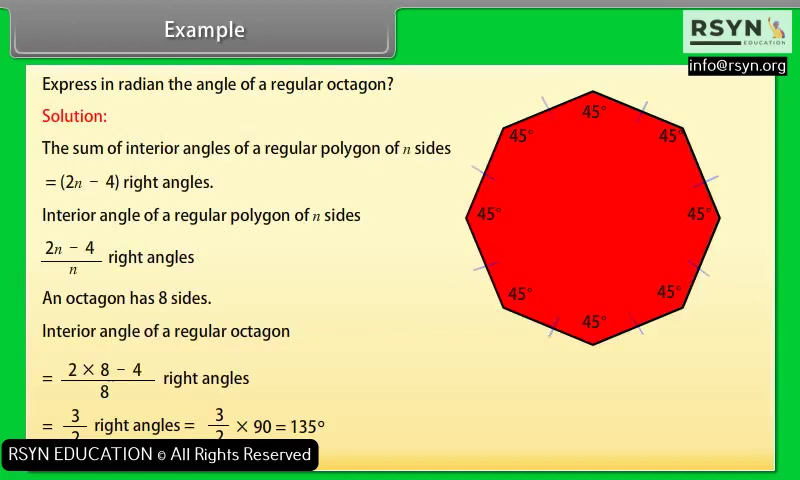 Example
RSYN
EDUCATION
info@rsyn.org
Express in radian the angle of a regular octagon?
Solution:
The sum of interior angles of a regular polygon of n sides
= (2n − 4) right angles.
Interior angle of a regular polygon of n sides
2n − 4
n
right angles
An octagon has 8 sides.
Interior angle of a regular octagon
= 2 × 8 − 4
8
right angles
= 3
2
right angles = 3
2
× 90 = 135°
45°
45°
45°
45°
45°
45°
45°
45°
RSYN EDUCATION © All Rights Reserved